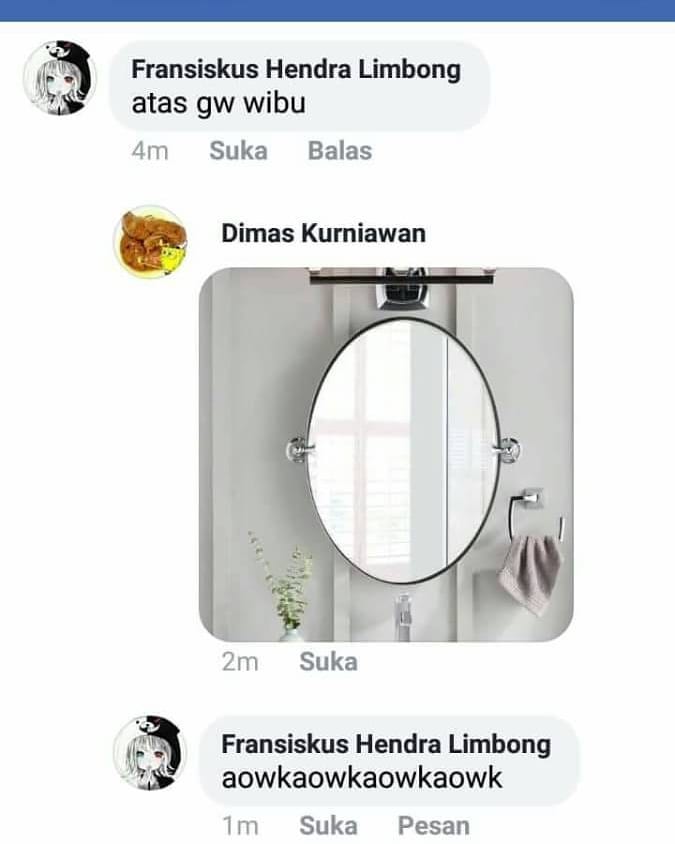 Fransiskus Hendra Limbong
atas gw wibu
4m Suka Balas
Dimas Kurniawan
2m Suka
Fransiskus Hendra Limbong
aowkaowkaowkaowk
1m Suka Pesan